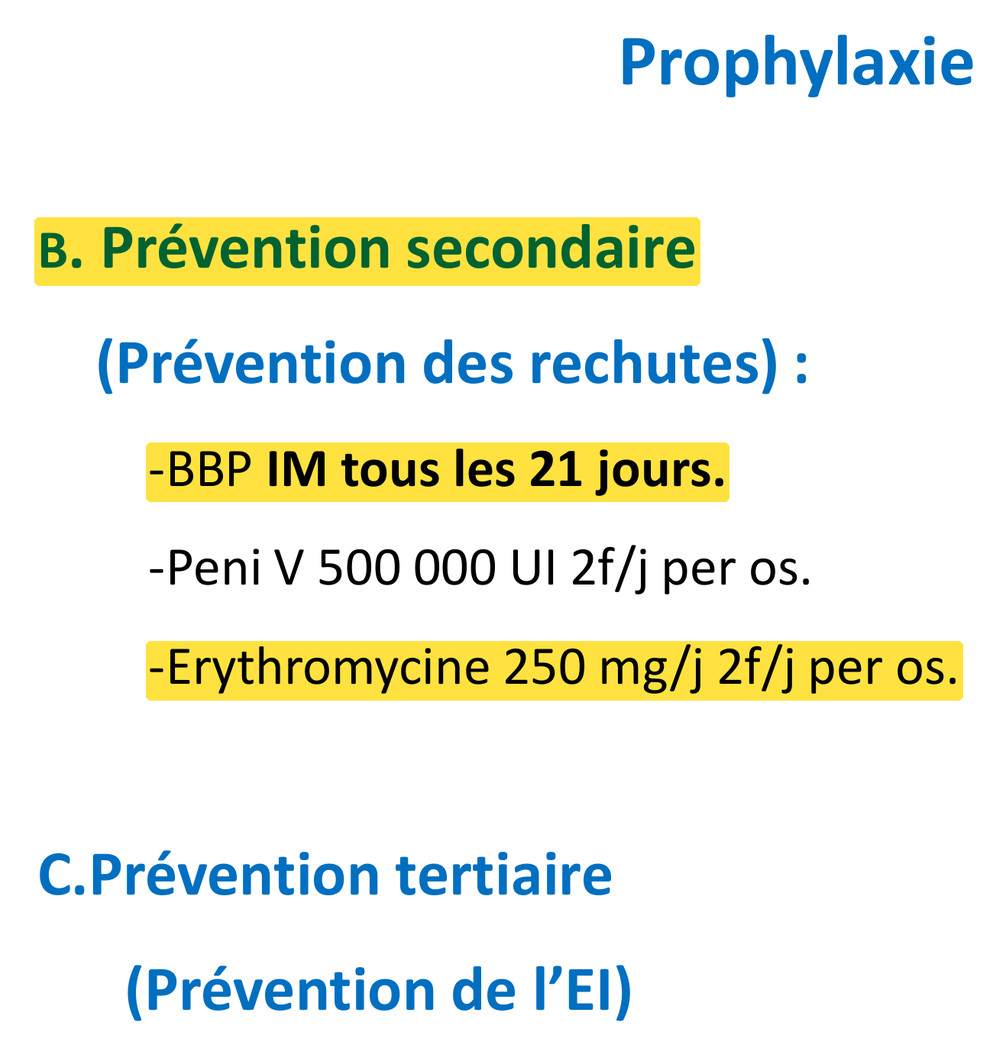 Prophylaxie
B. Prévention secondaire
(Prévention des rechutes) :
-BBP IM tous les 21 jours.
-Peni V 500 000 UI 2f/j per os.
-Erythromycine 250 mg/j 2f/j per os.
C.Prévention tertiaire
(Prévention de l’EI)